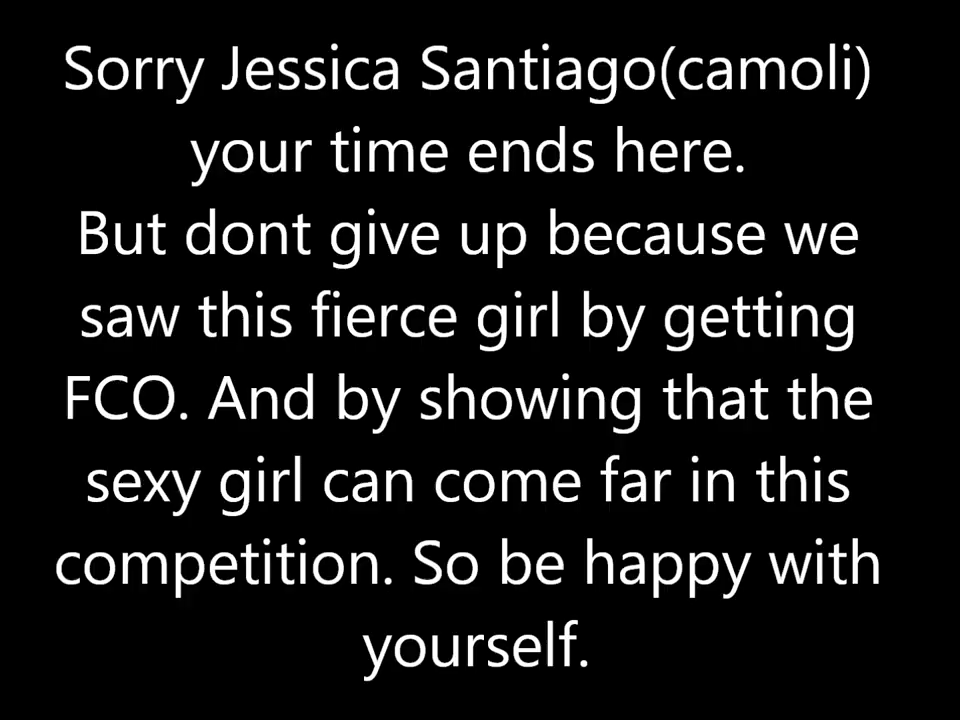 Sorry Jessica Santiago(camoli)
your time ends here.
But dont give up because we
saw this fierce girl by getting
FCO. And by showing that the
sexy girl can come far in this
competition. So be happy with
yourself.